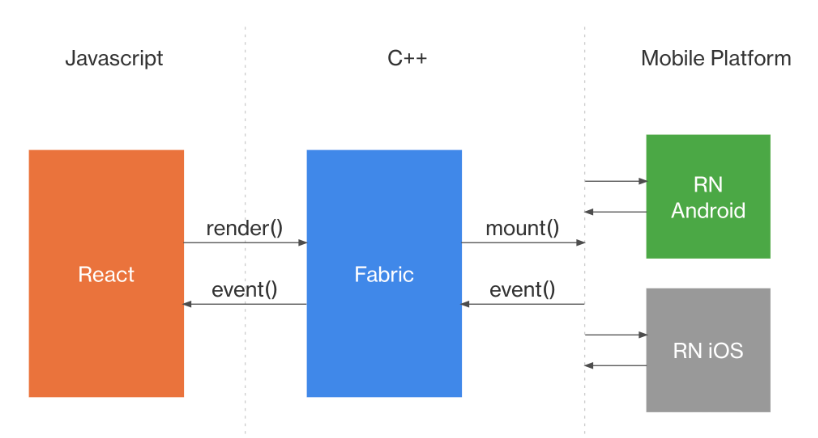 Javascript
C++
Mobile Platform
React
render()
event()
Fabric
mount()
event()
RN
Android
RN iOS